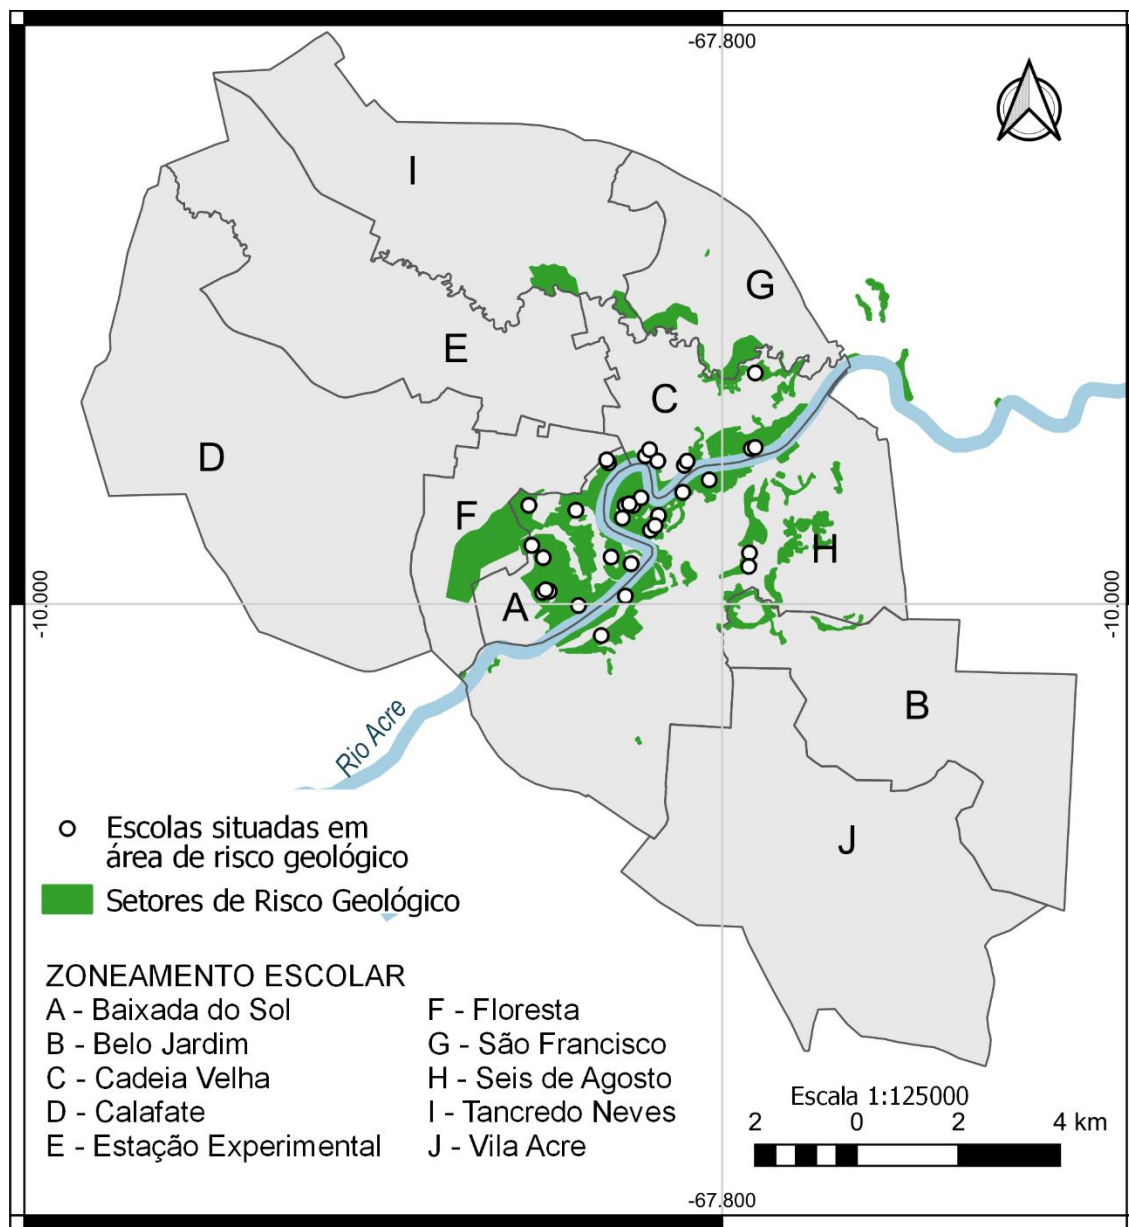 -67.800
I
G
E
C
D
F
H
-10.000
-10.000
A
B
Rio Acre
J
Escolas situadas em
área de risco geológico
Setores de Risco Geológico
ZONEAMENTO ESCOLAR
A - Baixada do Sol
B - Belo Jardim
C - Cadeia Velha
D - Calafate
E - Estação Experimental
F - Floresta
G - São Francisco
H - Seis de Agosto
I - Tancredo Neves
J - Vila Acre
Escala 1:125000
2 0 2 4 km
-67.800